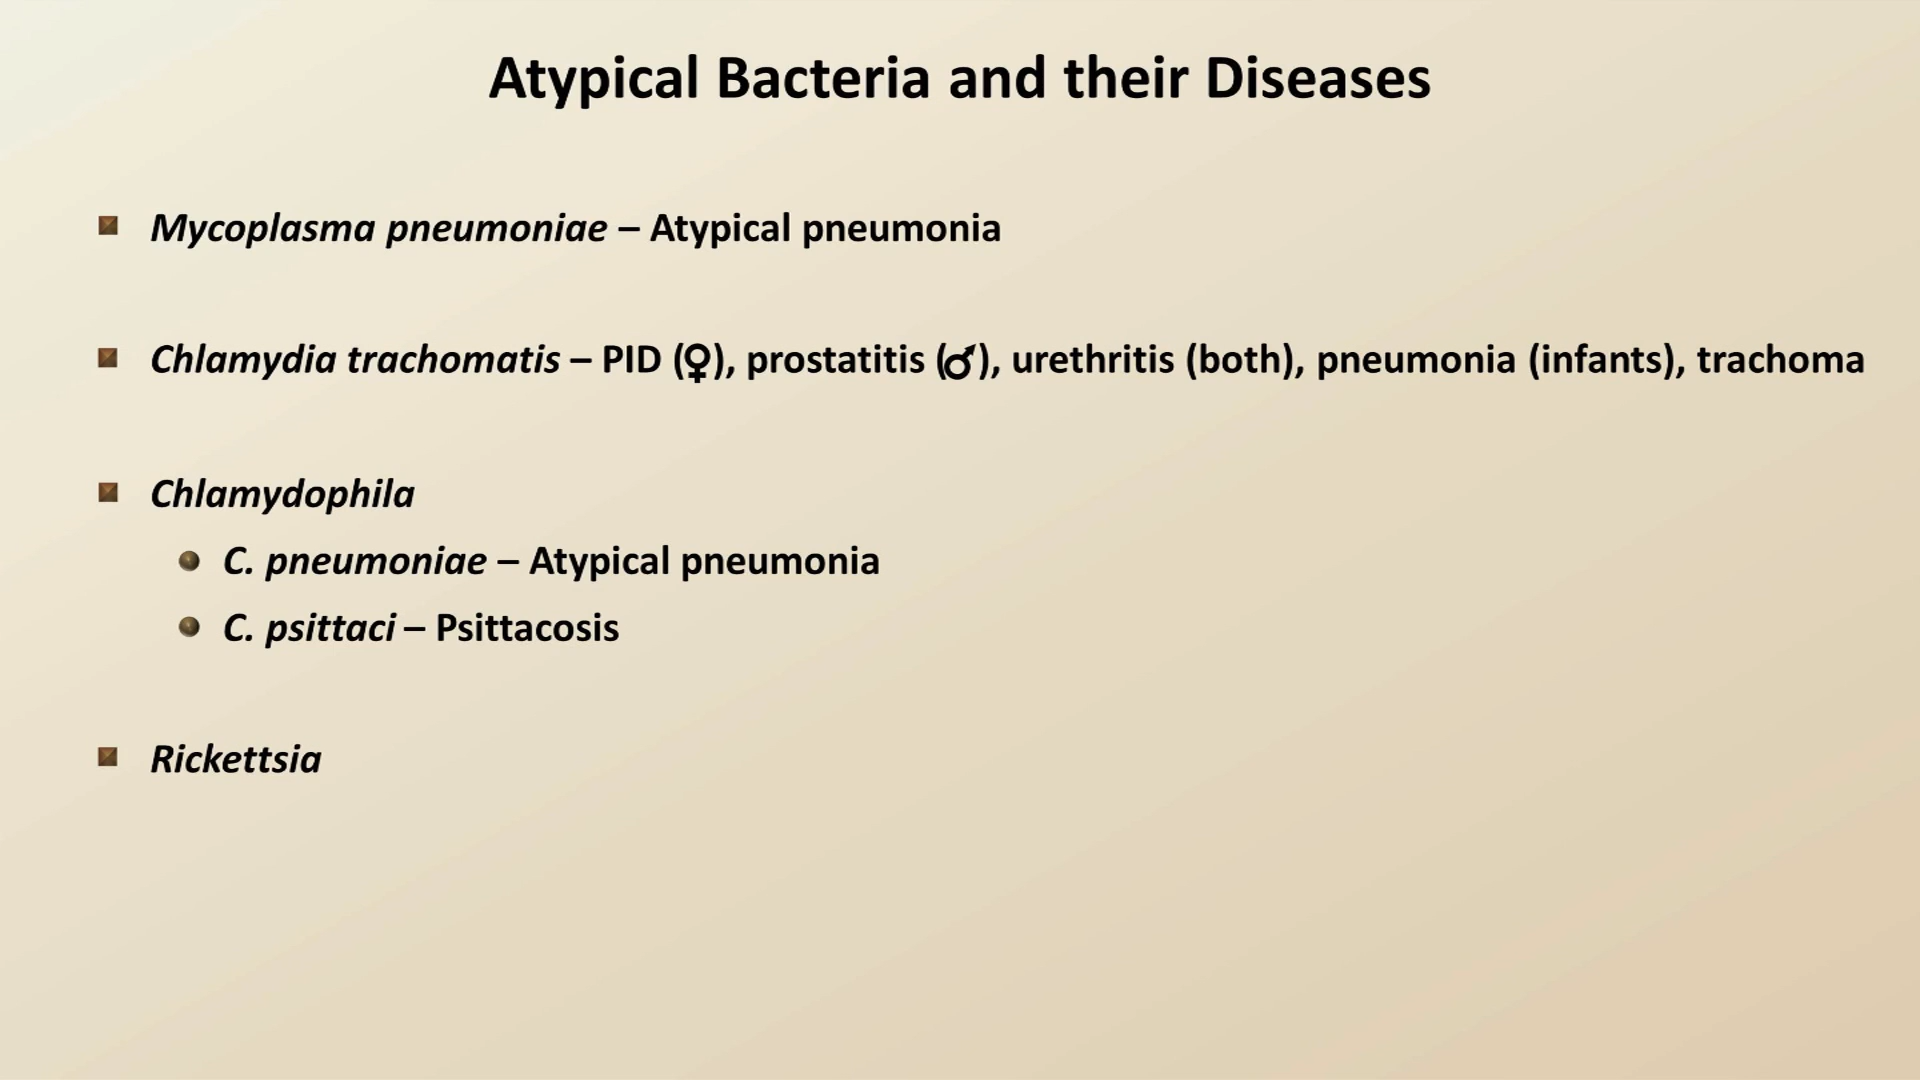 Atypical Bacteria and their Diseases
Mycoplasma pneumoniae – Atypical pneumonia
Chlamydia trachomatis – PID (♀), prostatitis (♂), urethritis (both), pneumonia (infants), trachoma
Chlamydophila
C. pneumoniae – Atypical pneumonia
C. psittaci – Psittacosis
Rickettsia